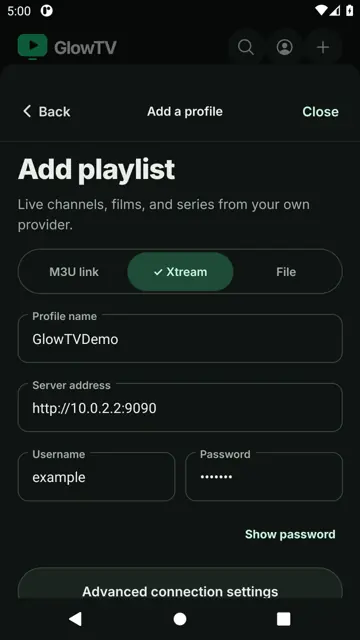 5:00
GlowTV
Back
Add a profile
Close
Add playlist
Live channels, films, and series from your own
provider.
M3U link
✓ Xtream
File
Profile name
GlowTVDemo
Server address
http://10.0.2.2:9090
Username
Password
example
•••••••
Show password
Advanced connection settings